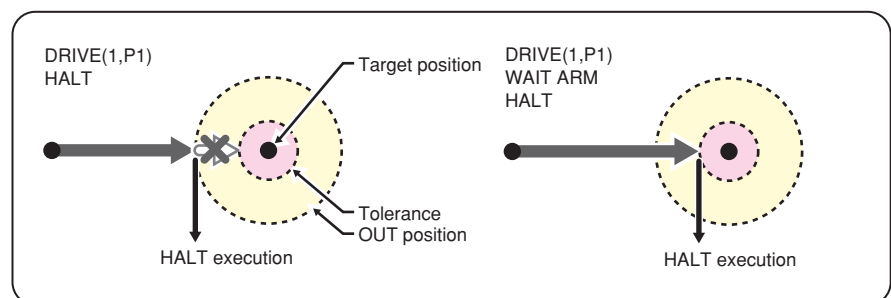 DRIVE(1,P1)
HALT
Target position
Tolerance
OUT position
HALT execution
DRIVE(1,P1)
WAIT ARM
HALT
HALT execution